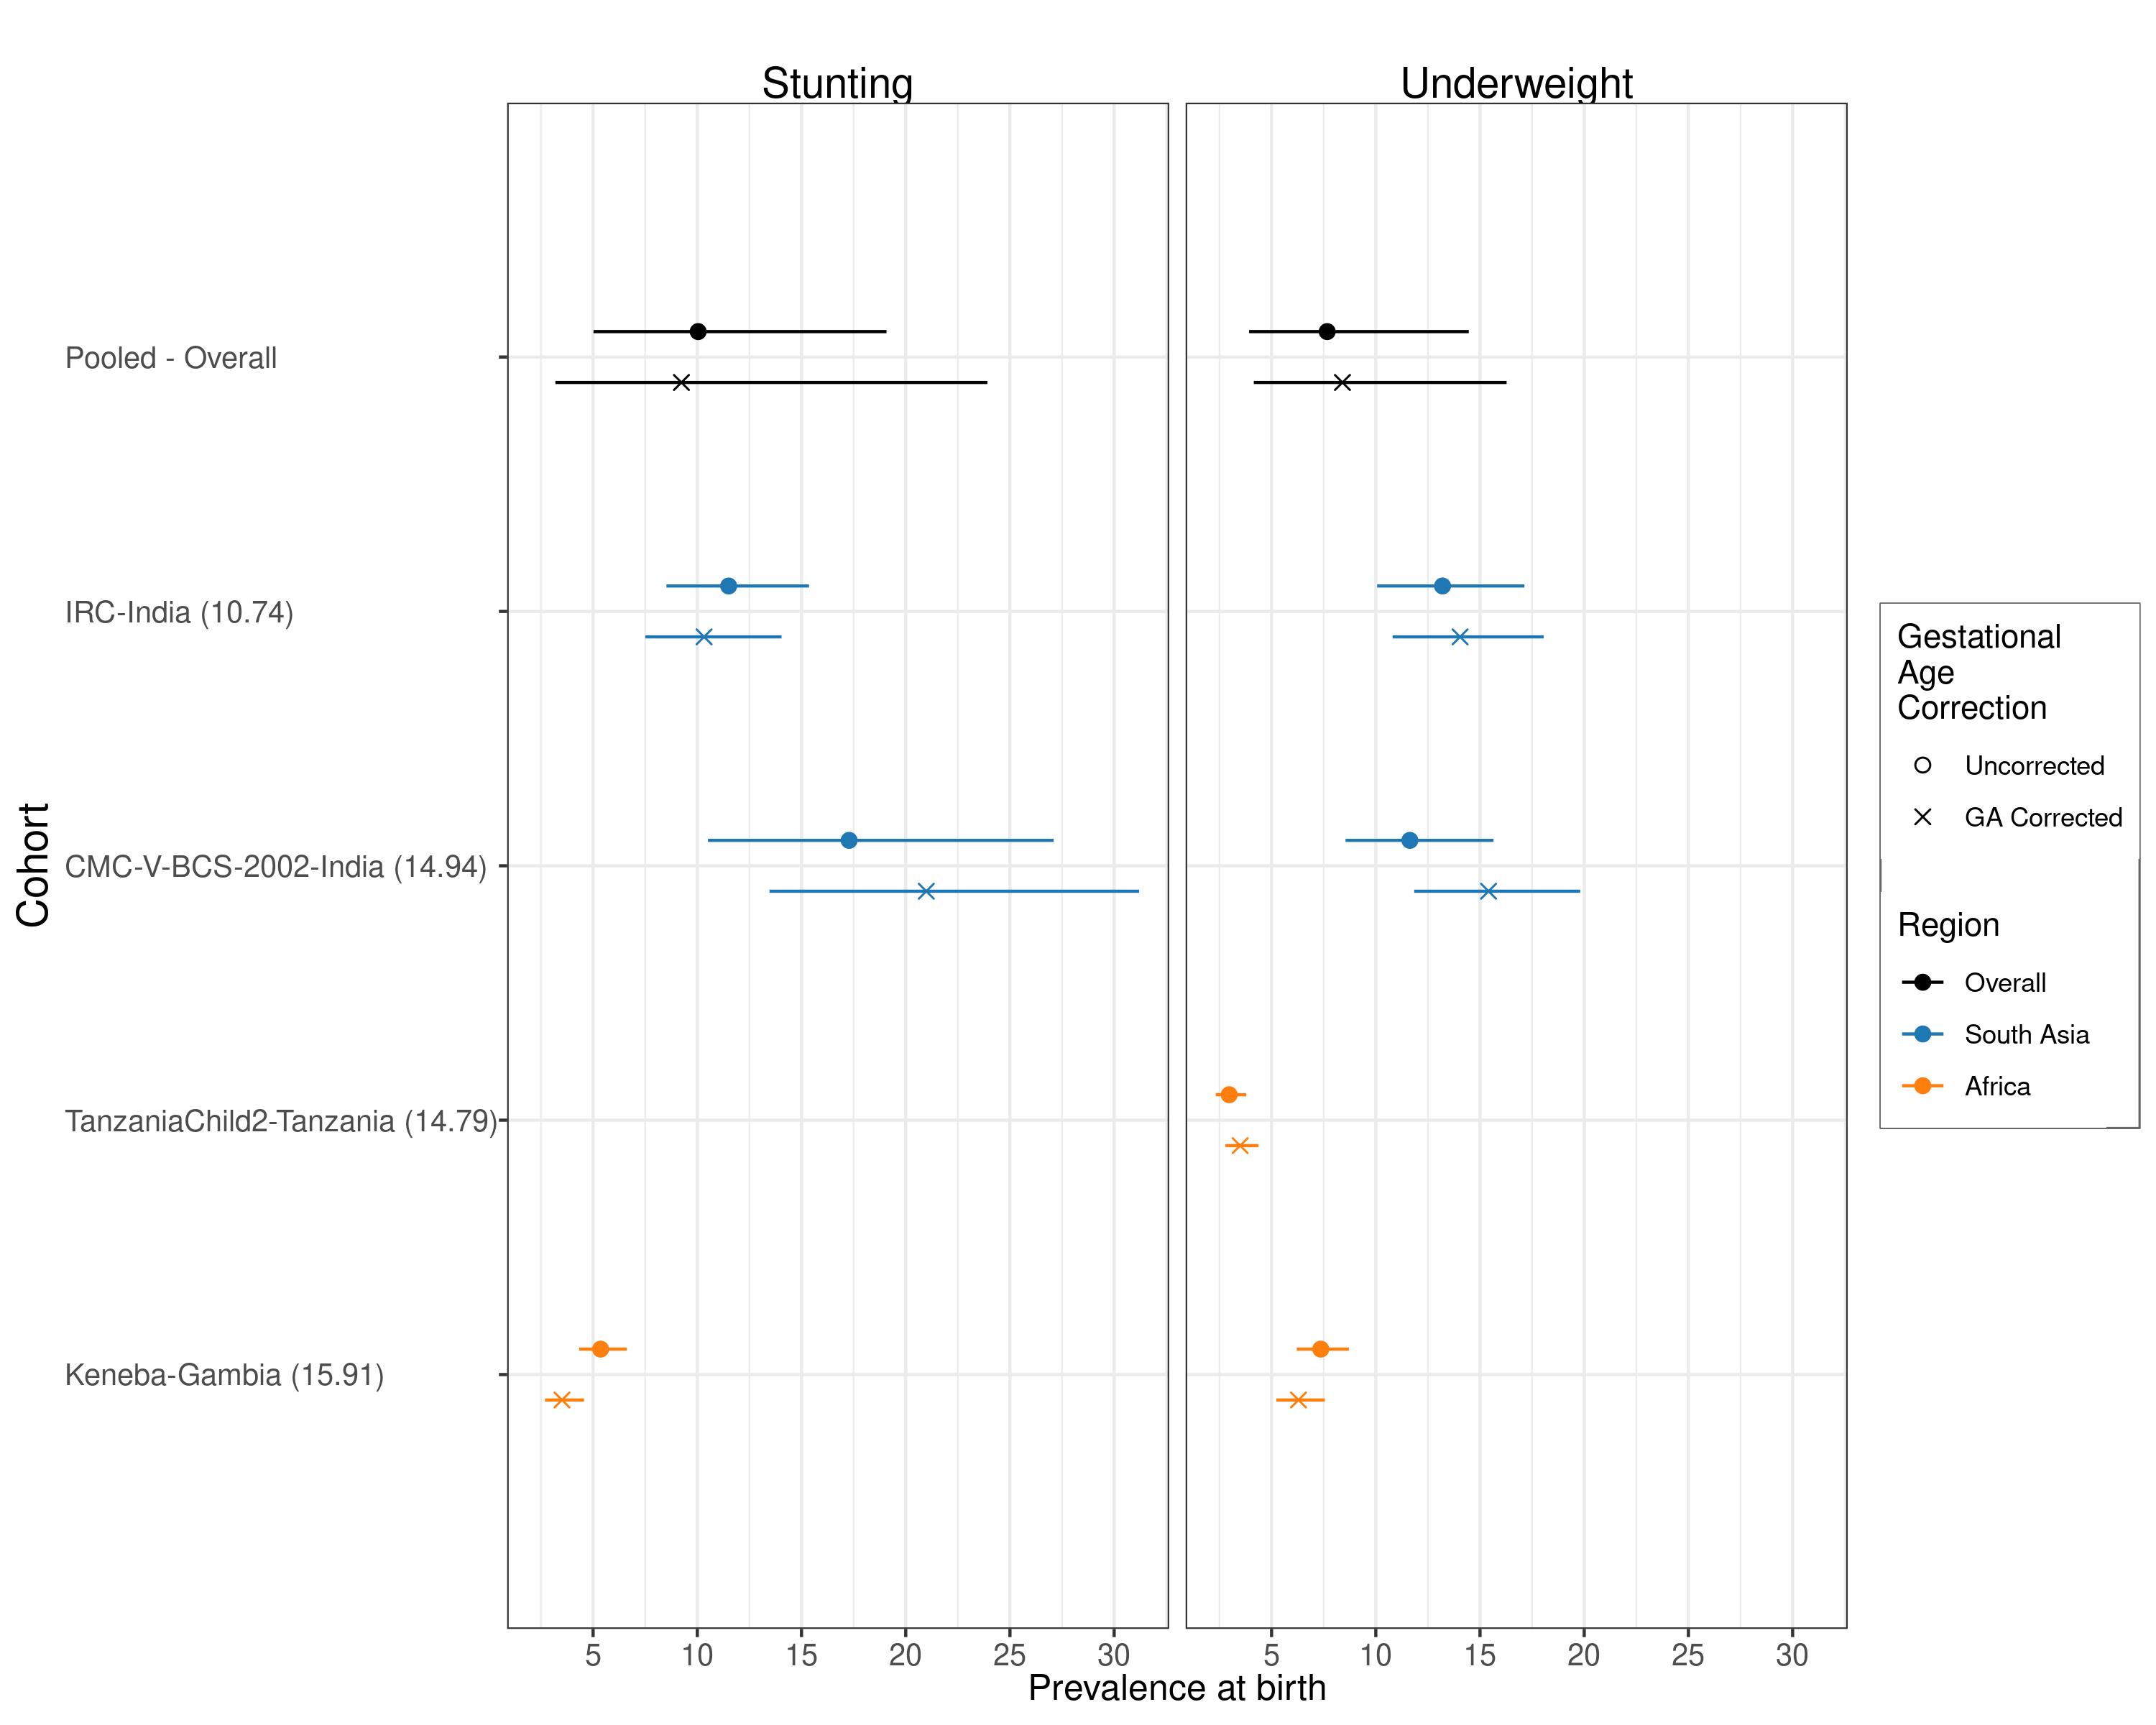 Stunting
Underweight
Cohort
Pooled - Overall
IRC-India (10.74)
CMC-V-BCS-2002-India (14.94)
TanzaniaChild2-Tanzania (14.79)
Keneba-Gambia (15.91)
5 10 15 20 25 30
5 10 15 20 25 30
Prevalence at birth
Gestational
Age
Correction
Uncorrected
GA Corrected
Region
Overall
South Asia
Africa